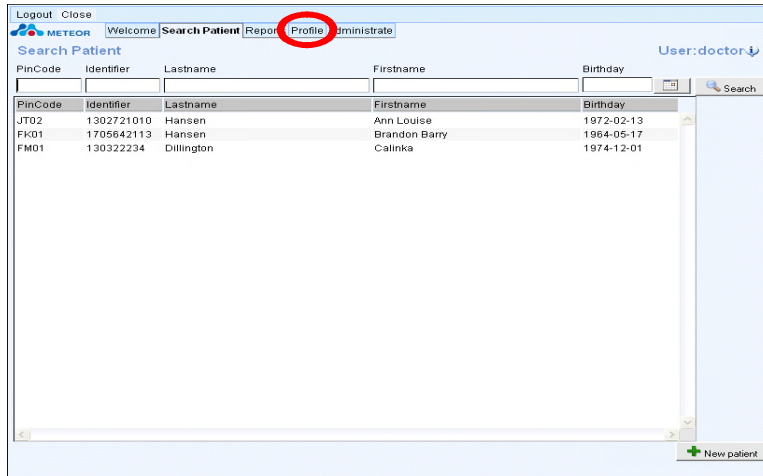 Logout Close
METEOR Welcome Search Patient Report Profile dministrate
Search Patient User:doctor
PinCode Identifier Lastname Firstname Birthday
Search
PinCode Identifier Lastname Firstname Birthday
JT02 1302721010 Hansen Ann Louise 1972-02-13
FK01 1705642113 Hansen Brandon Barry 1964-05-17
FM01 130322234 Dillington Calinka 1974-12-01
New patient